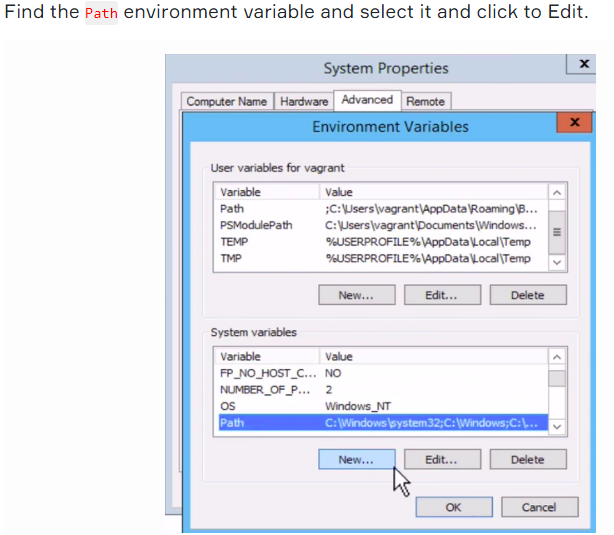 Find the Path environment variable and select it and click to Edit.
System Properties
x
Computer Name Hardware Advanced Remote
Environment Variables
x
User variables for vagrant
Variable Value
Path ;C:\Users\vagrant\AppData\Roaming\B...
PSModulePath C:\Users\vagrant\Documents\Windows...
TEMP %USERPROFILE%\AppData\Local\Temp
TMP %USERPROFILE%\AppData\Local\Temp
New... Edit... Delete
System variables
Variable Value
FP_NO_HOST_C... NO
NUMBER_OF_P... 2
OS Windows_NT
Path C:\Windows\system32;C:\Windows;C:\...
New... Edit... Delete
OK Cancel